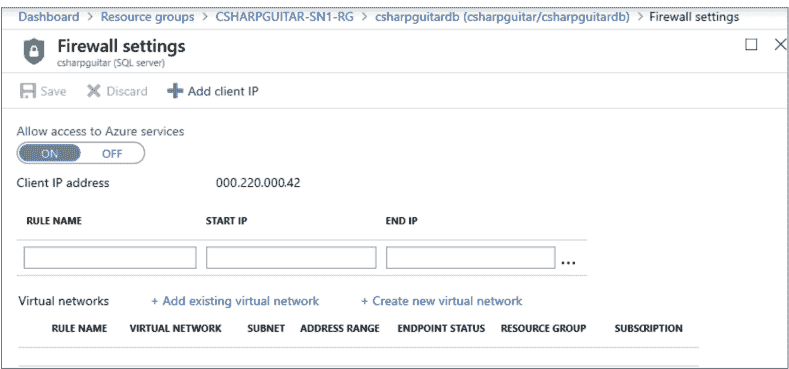 Dashboard > Resource groups > CSHARPGUITAR-SN1-RG > csharpguitardb (csharpguitar/csharpguitardb) > Firewall settings
Firewall settings
csharpguitar (SQL server)
Save Discard Add client IP
Allow access to Azure services
ON OFF
Client IP address 000.220.000.42
RULE NAME START IP END IP
...
Virtual networks + Add existing virtual network + Create new virtual network
RULE NAME VIRTUAL NETWORK SUBNET ADDRESS RANGE ENDPOINT STATUS RESOURCE GROUP SUBSCRIPTION